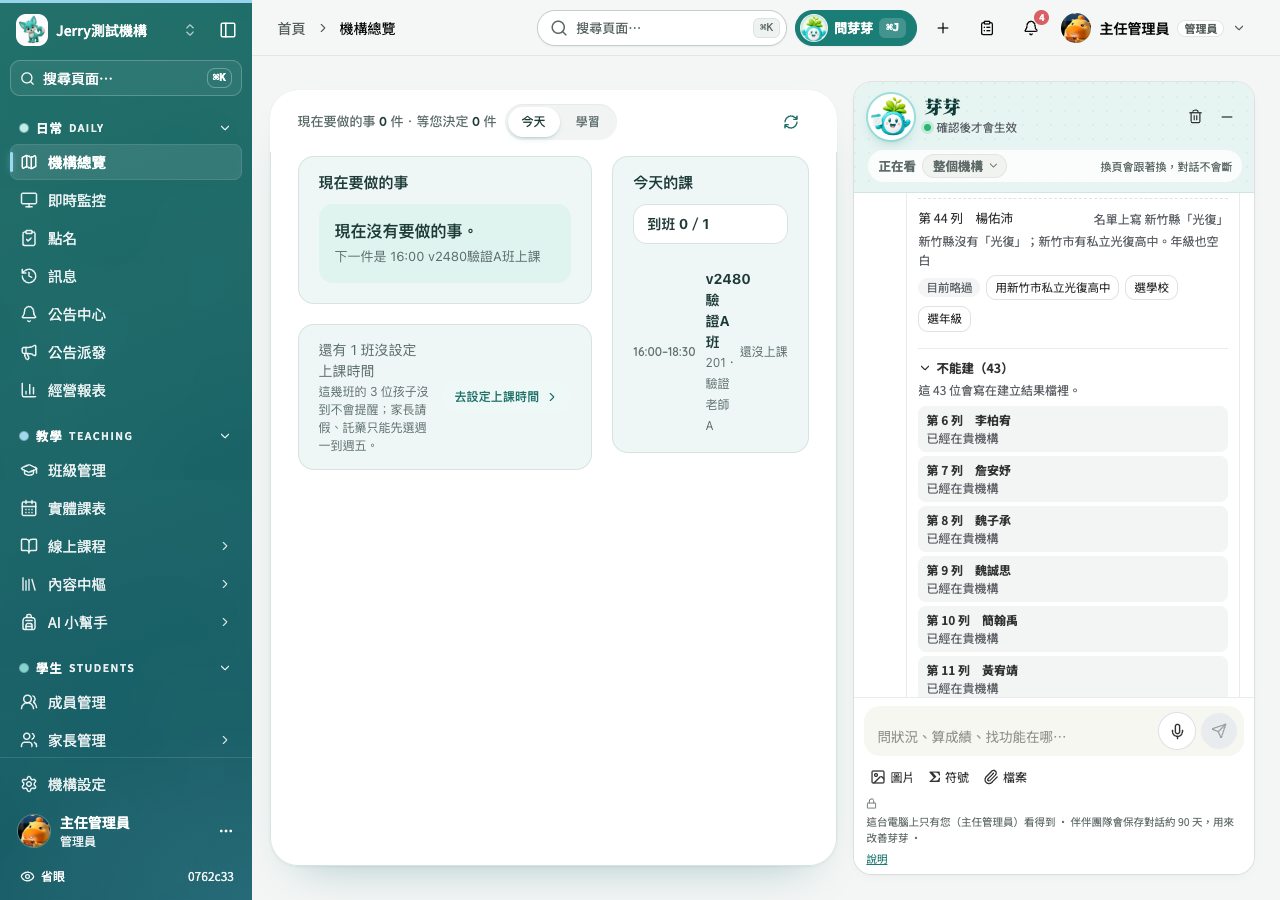 Jerry測試機構
搜尋頁面… ⌘K
日常 DAILY
機構總覽
即時監控
點名
訊息
公告中心
公告派發
經營報表
教學 TEACHING
班級管理
實體課表
線上課程
內容中樞
AI 小幫手
學生 STUDENTS
成員管理
家長管理
機構設定
主任管理員
管理員
省眼 0762c33
首頁 機構總覽
搜尋頁面… ⌘K
問芽芽 ⌘J
4
主任管理員 管理員
現在要做的事 0 件 · 等您決定 0 件
今天 學習
現在要做的事
現在沒有要做的事。
下一件是 16:00 v2480驗證A班上課
還有 1 班沒設定
上課時間
這幾班的 3 位孩子沒
到不會提醒；家長請
假、託藥只能先選週
一到週五。
去設定上課時間
今天的課
到班 0 / 1
16:00–18:30
v2480
驗
證A
班
201 ·
驗證
老師
A
還沒上課
芽芽
確認後才會生效
正在看 整個機構
換頁會跟著換，對話不會斷
第 44 列 楊佑沛 名單上寫 新竹縣「光復」
新竹縣沒有「光復」；新竹市有私立光復高中。年級也空
白
目前略過 用新竹市私立光復高中 選學校
選年級
不能建（43）
這 43 位會寫在建立結果檔裡。
第 6 列 李柏宥
已經在貴機構
第 7 列 詹安妤
已經在貴機構
第 8 列 魏子承
已經在貴機構
第 9 列 魏誠思
已經在貴機構
第 10 列 簡翰禹
已經在貴機構
第 11 列 黃宥靖
已經在貴機構
問狀況、算成績、找功能在哪…
圖片 符號 檔案
這台電腦上只有您（主任管理員）看得到 · 伴伴團隊會保存對話約 90 天，用來
改善芽芽 ·
說明